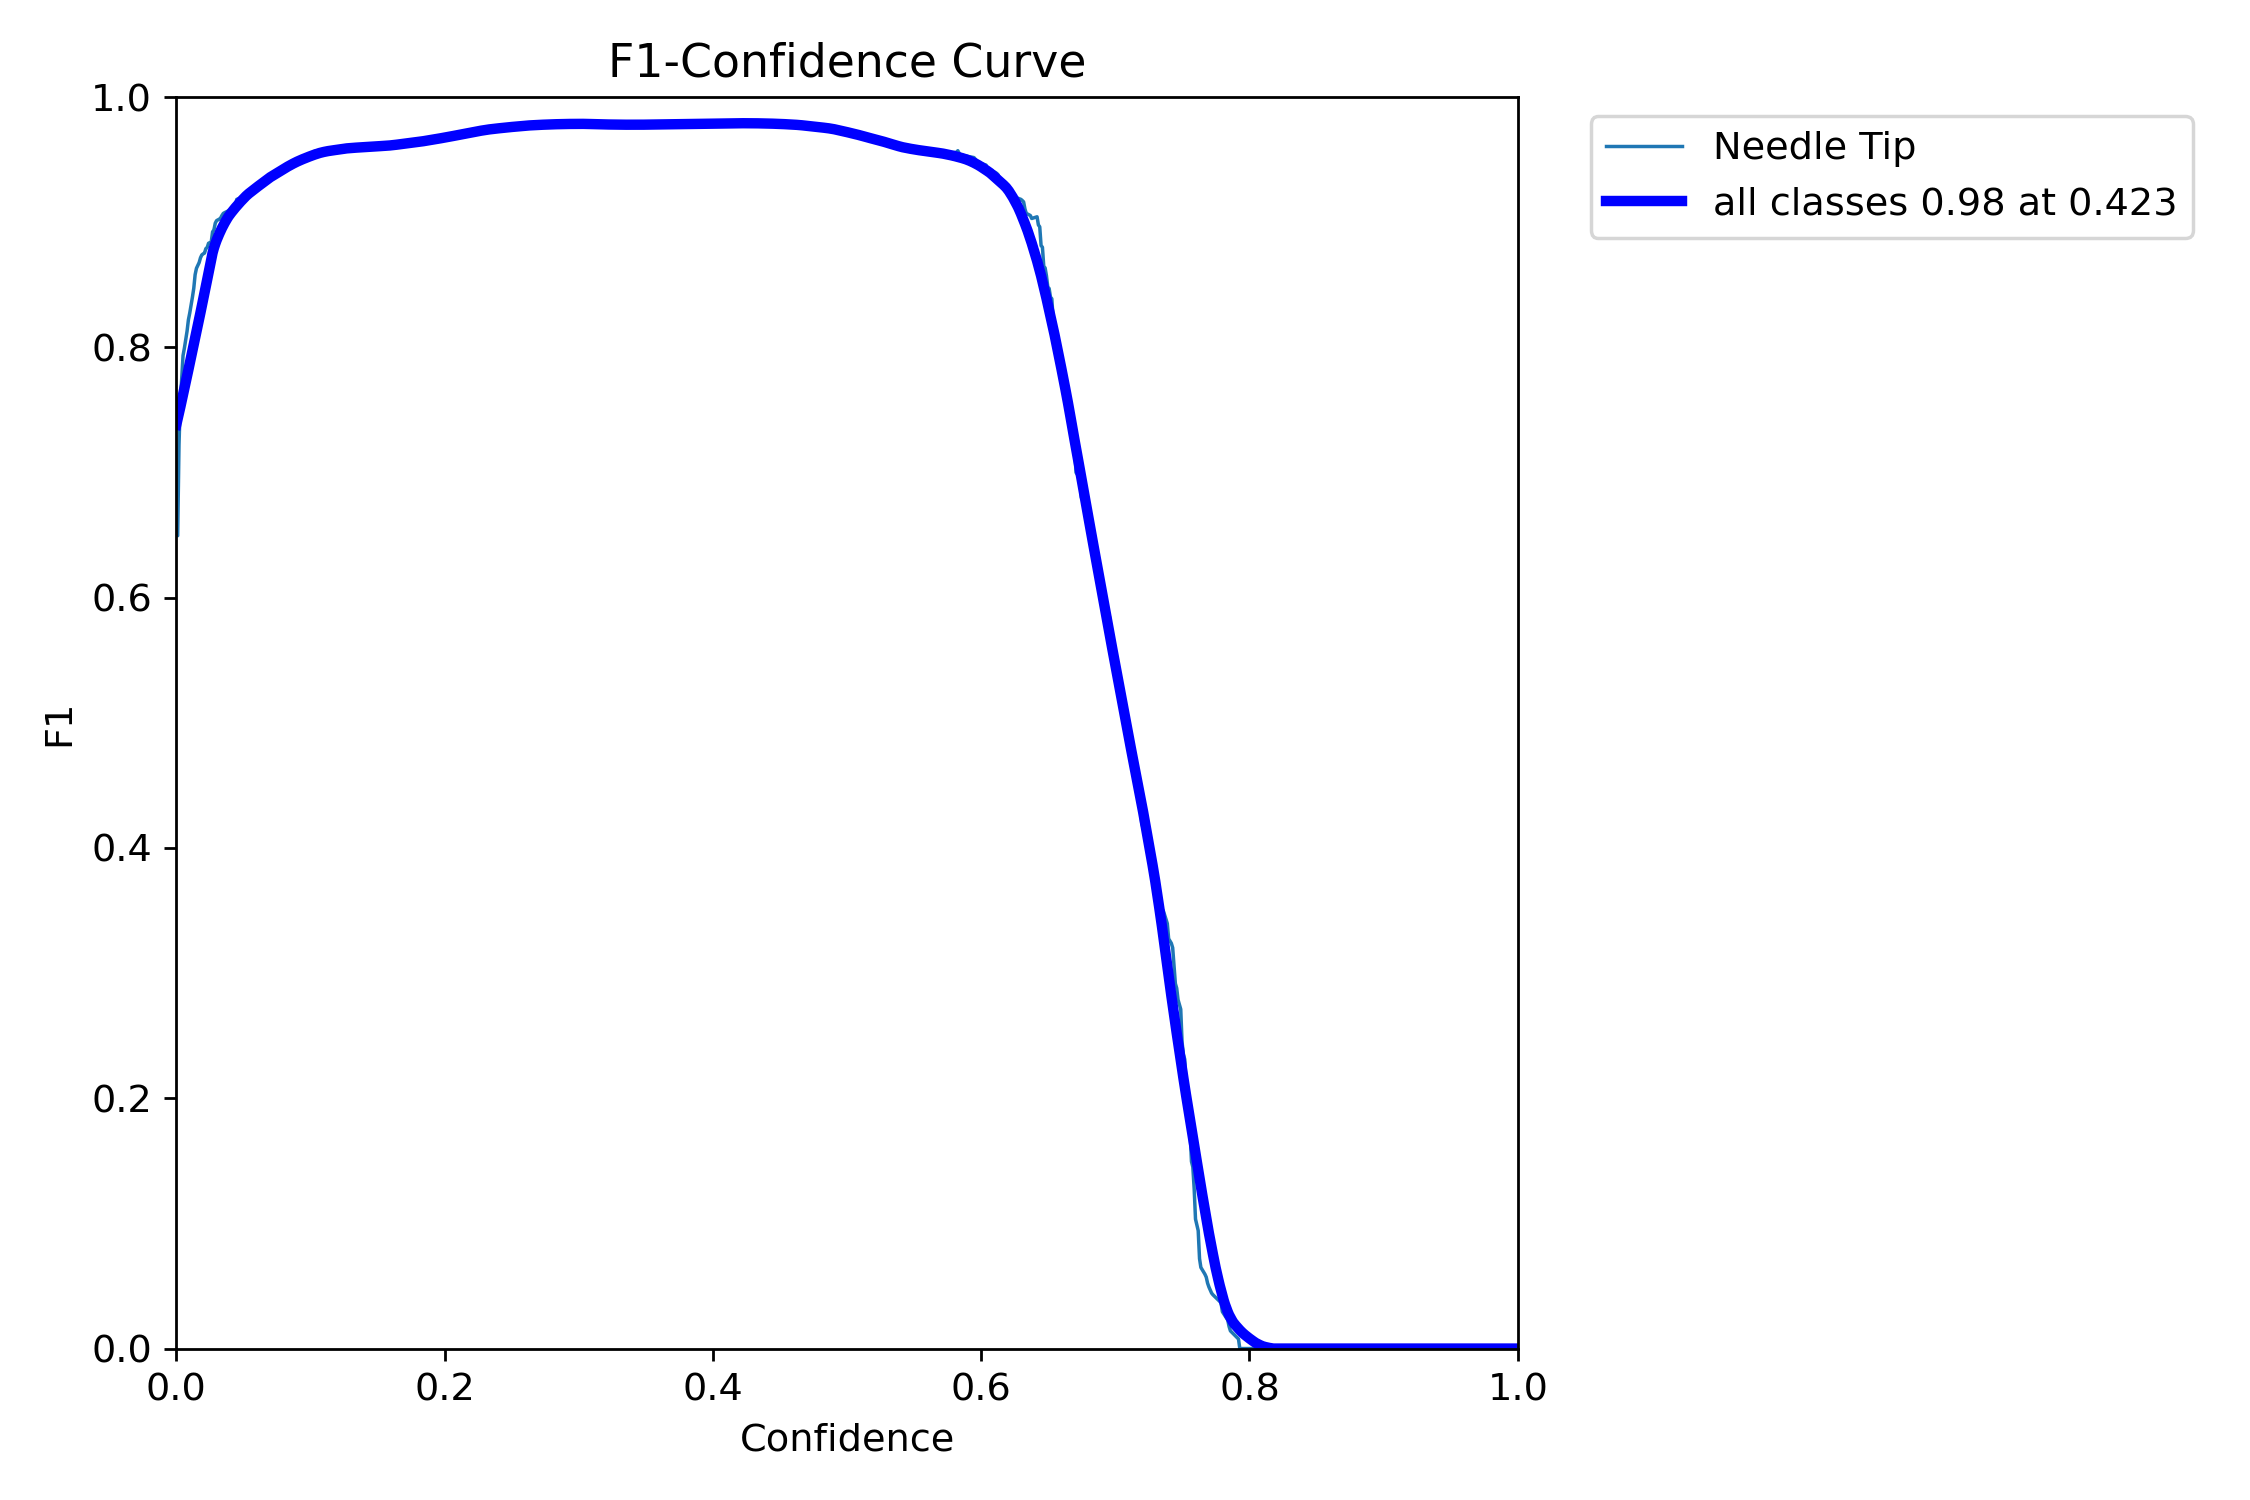 F1-Confidence Curve
1.0
0.8
0.6
0.4
0.2
0.0
F1
0.0 0.2 0.4 0.6 0.8 1.0
Confidence
Needle Tip
all classes 0.98 at 0.423